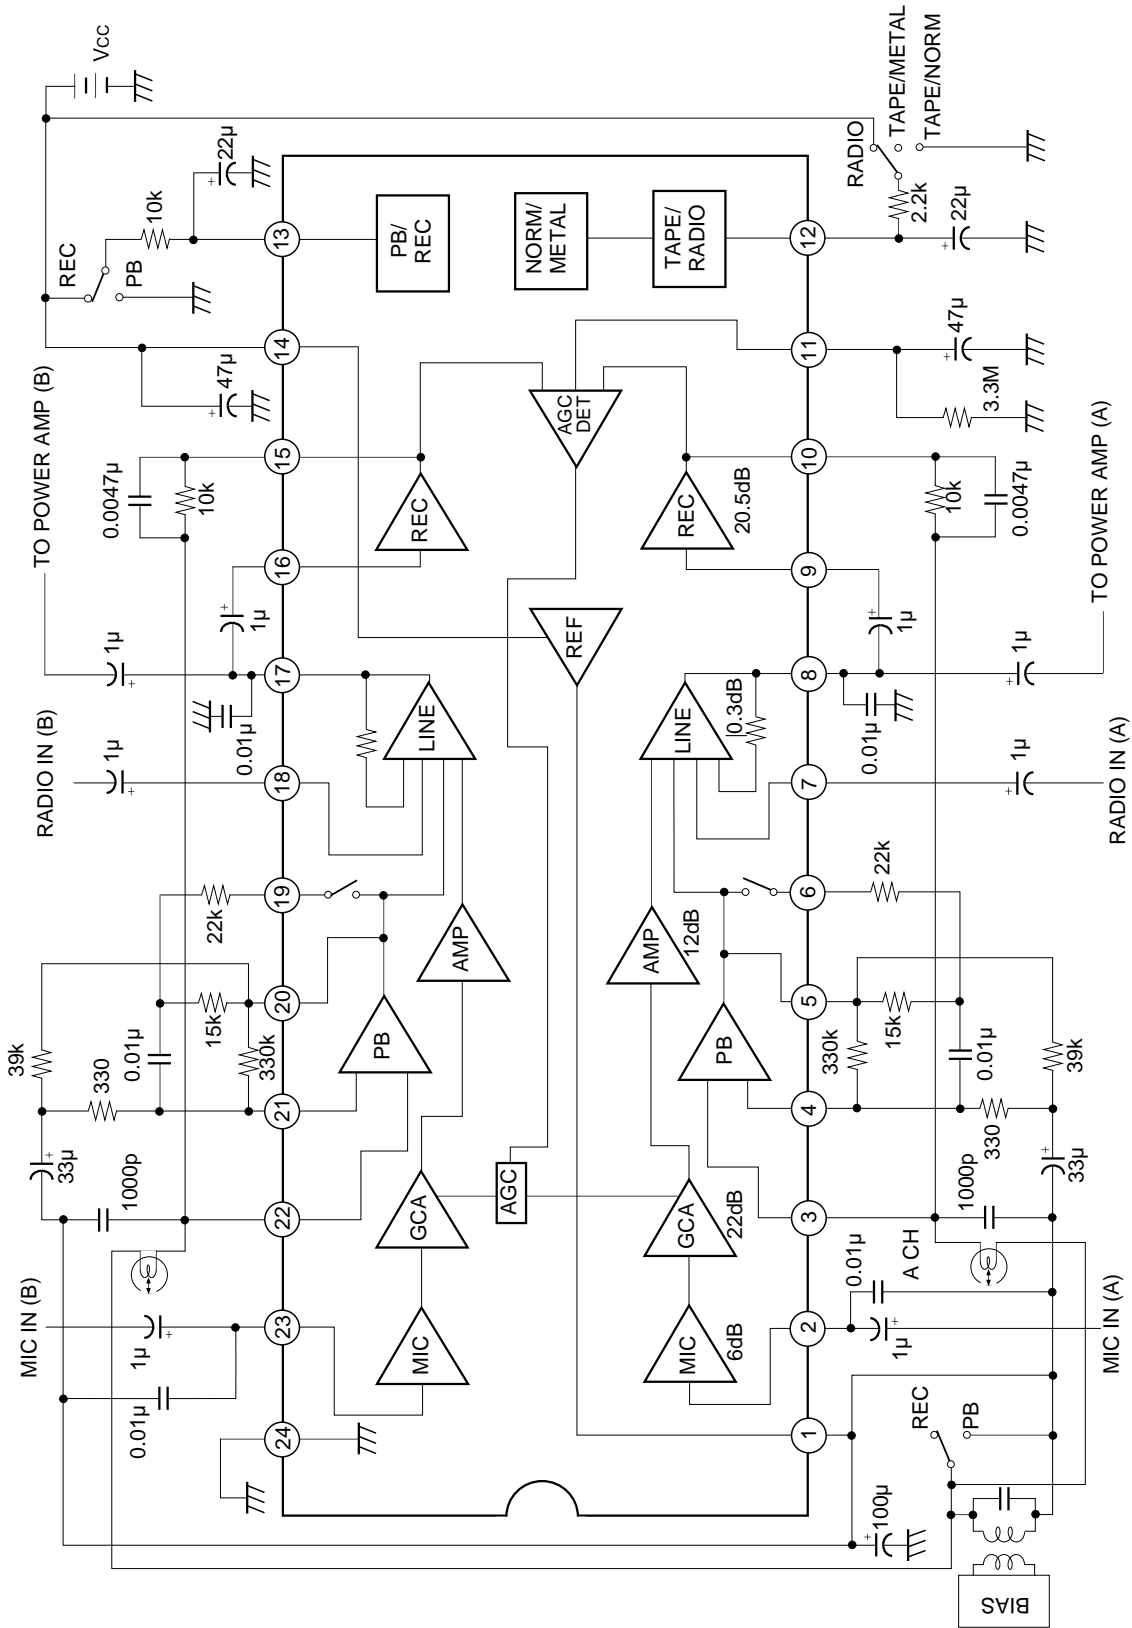 MIC IN (B)
RADIO IN (B)
TO POWER AMP (B)
REC
PB
Vcc
39k
330
33µ
1000p
0.01µ
15k
22k
330k
1µ
0.01µ
1µ
1µ
0.01µ
1µ
0.0047µ
10k
47µ
10k
22µ
24
23
22
21
20
19
18
17
16
15
14
13
MIC
GCA
PB
AMP
LINE
REC
PB/
REC
AGC
REF
AGC
DET
NORM/
METAL
TAPE/
RADIO
MIC
6dB
GCA
22dB
PB
AMP
12dB
LINE
0.3dB
REC
20.5dB
1
2
3
4
5
6
7
8
9
10
11
12
BIAS
100µ
REC
PB
1µ
0.01µ
A CH
1000p
33µ
330
330k
15k
0.01µ
39k
22k
1µ
0.01µ
1µ
1µ
10k
0.0047µ
3.3M
47µ
22µ
2.2k
RADIO
TAPE/METAL
TAPE/NORM
MIC IN (A)
RADIO IN (A)
TO POWER AMP (A)